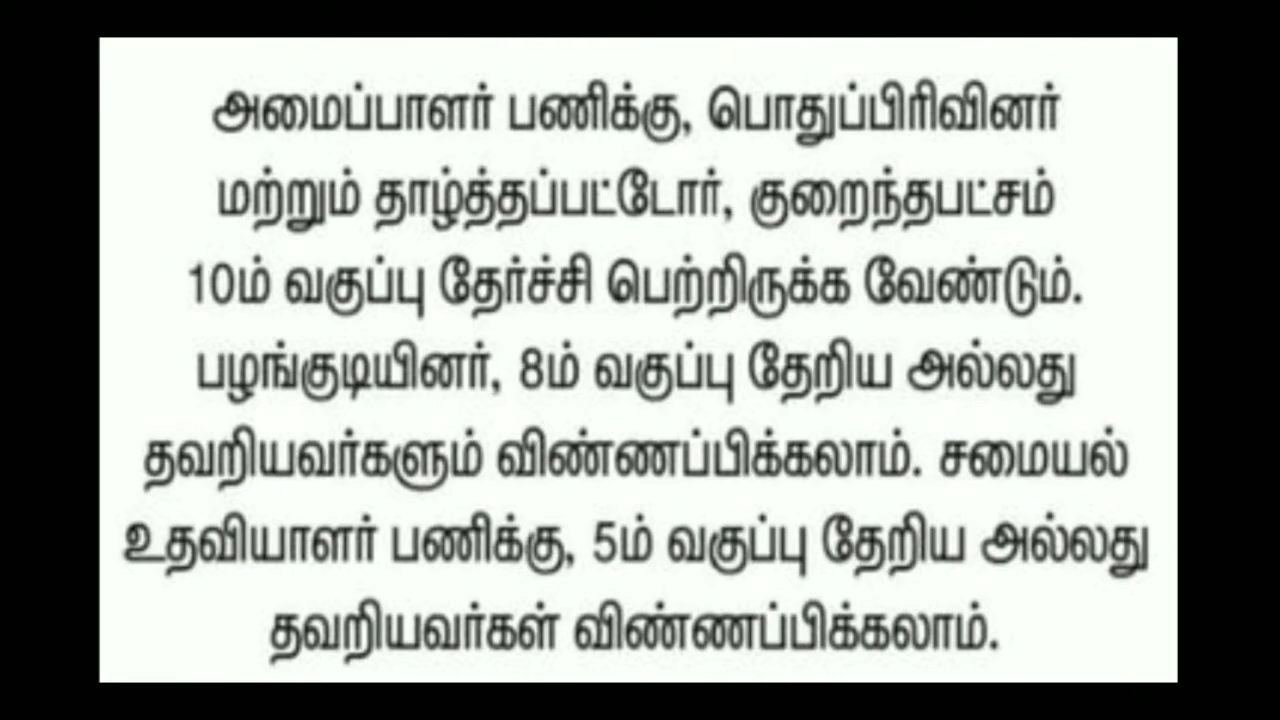 அமைப்பாளர் பணிக்கு, பொதுப்பிரிவினர்
மற்றும் தாழ்த்தப்பட்டோர், குறைந்தபட்சம்
10ம் வகுப்பு தேர்ச்சி பெற்றிருக்க வேண்டும்.
பழங்குடியினர், 8ம் வகுப்பு தேறிய அல்லது
தவறியவர்களும் விண்ணப்பிக்கலாம். சமையல்
உதவியாளர் பணிக்கு, 5ம் வகுப்பு தேறிய அல்லது
தவறியவர்கள் விண்ணப்பிக்கலாம்.